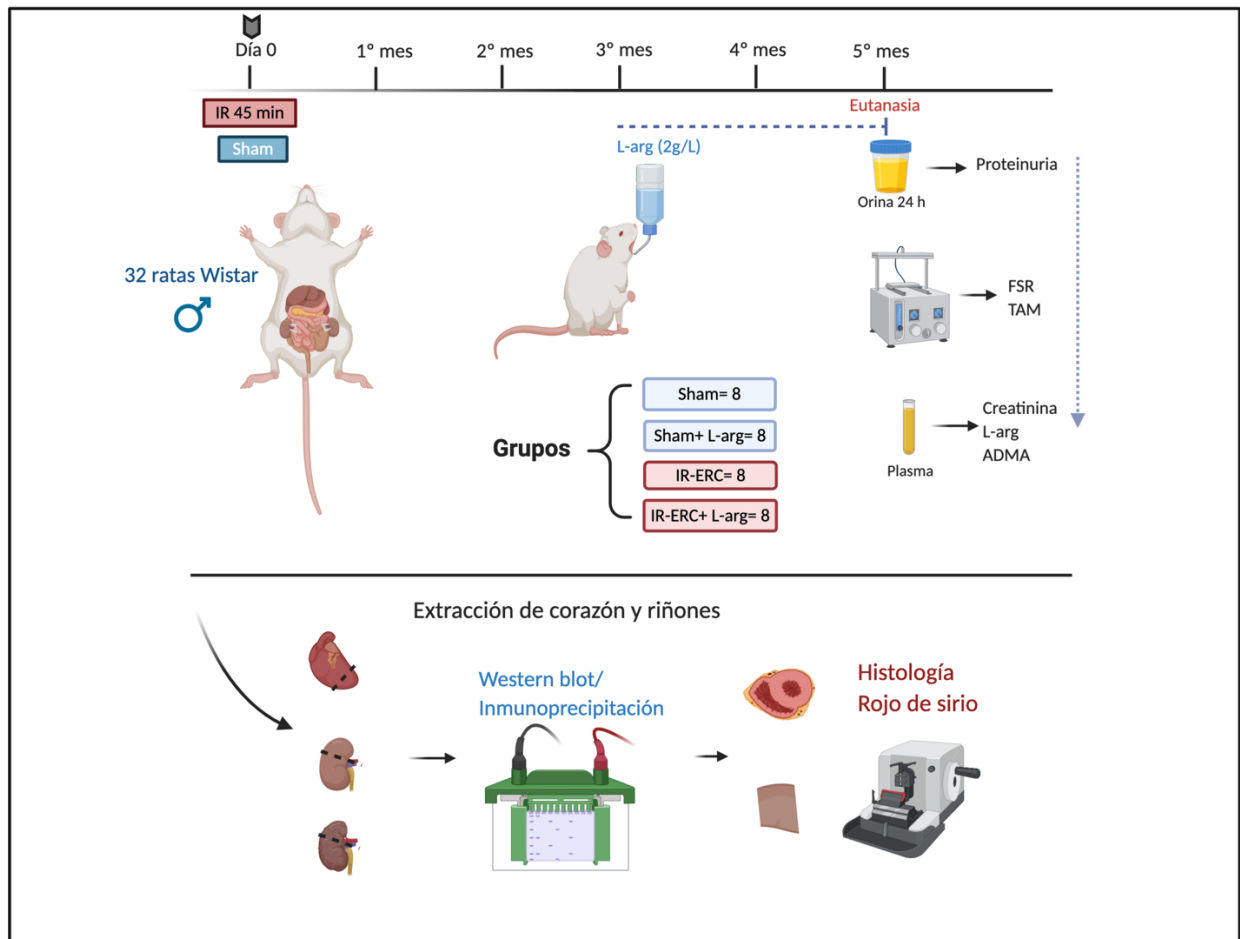 Día 0
1° mes
2° mes
3° mes
4° mes
5° mes
IR 45 min
Sham
Eutanasia
L-arg (2g/L)
Proteinuria
Orina 24 h
32 ratas Wistar
FSR
TAM
Grupos
Sham= 8
Sham+ L-arg= 8
IR-ERC= 8
IR-ERC+ L-arg= 8
Creatinina
L-arg
ADMA
Plasma
Extracción de corazón y riñones
Western blot/
Inmunoprecipitación
Histología
Rojo de sirio